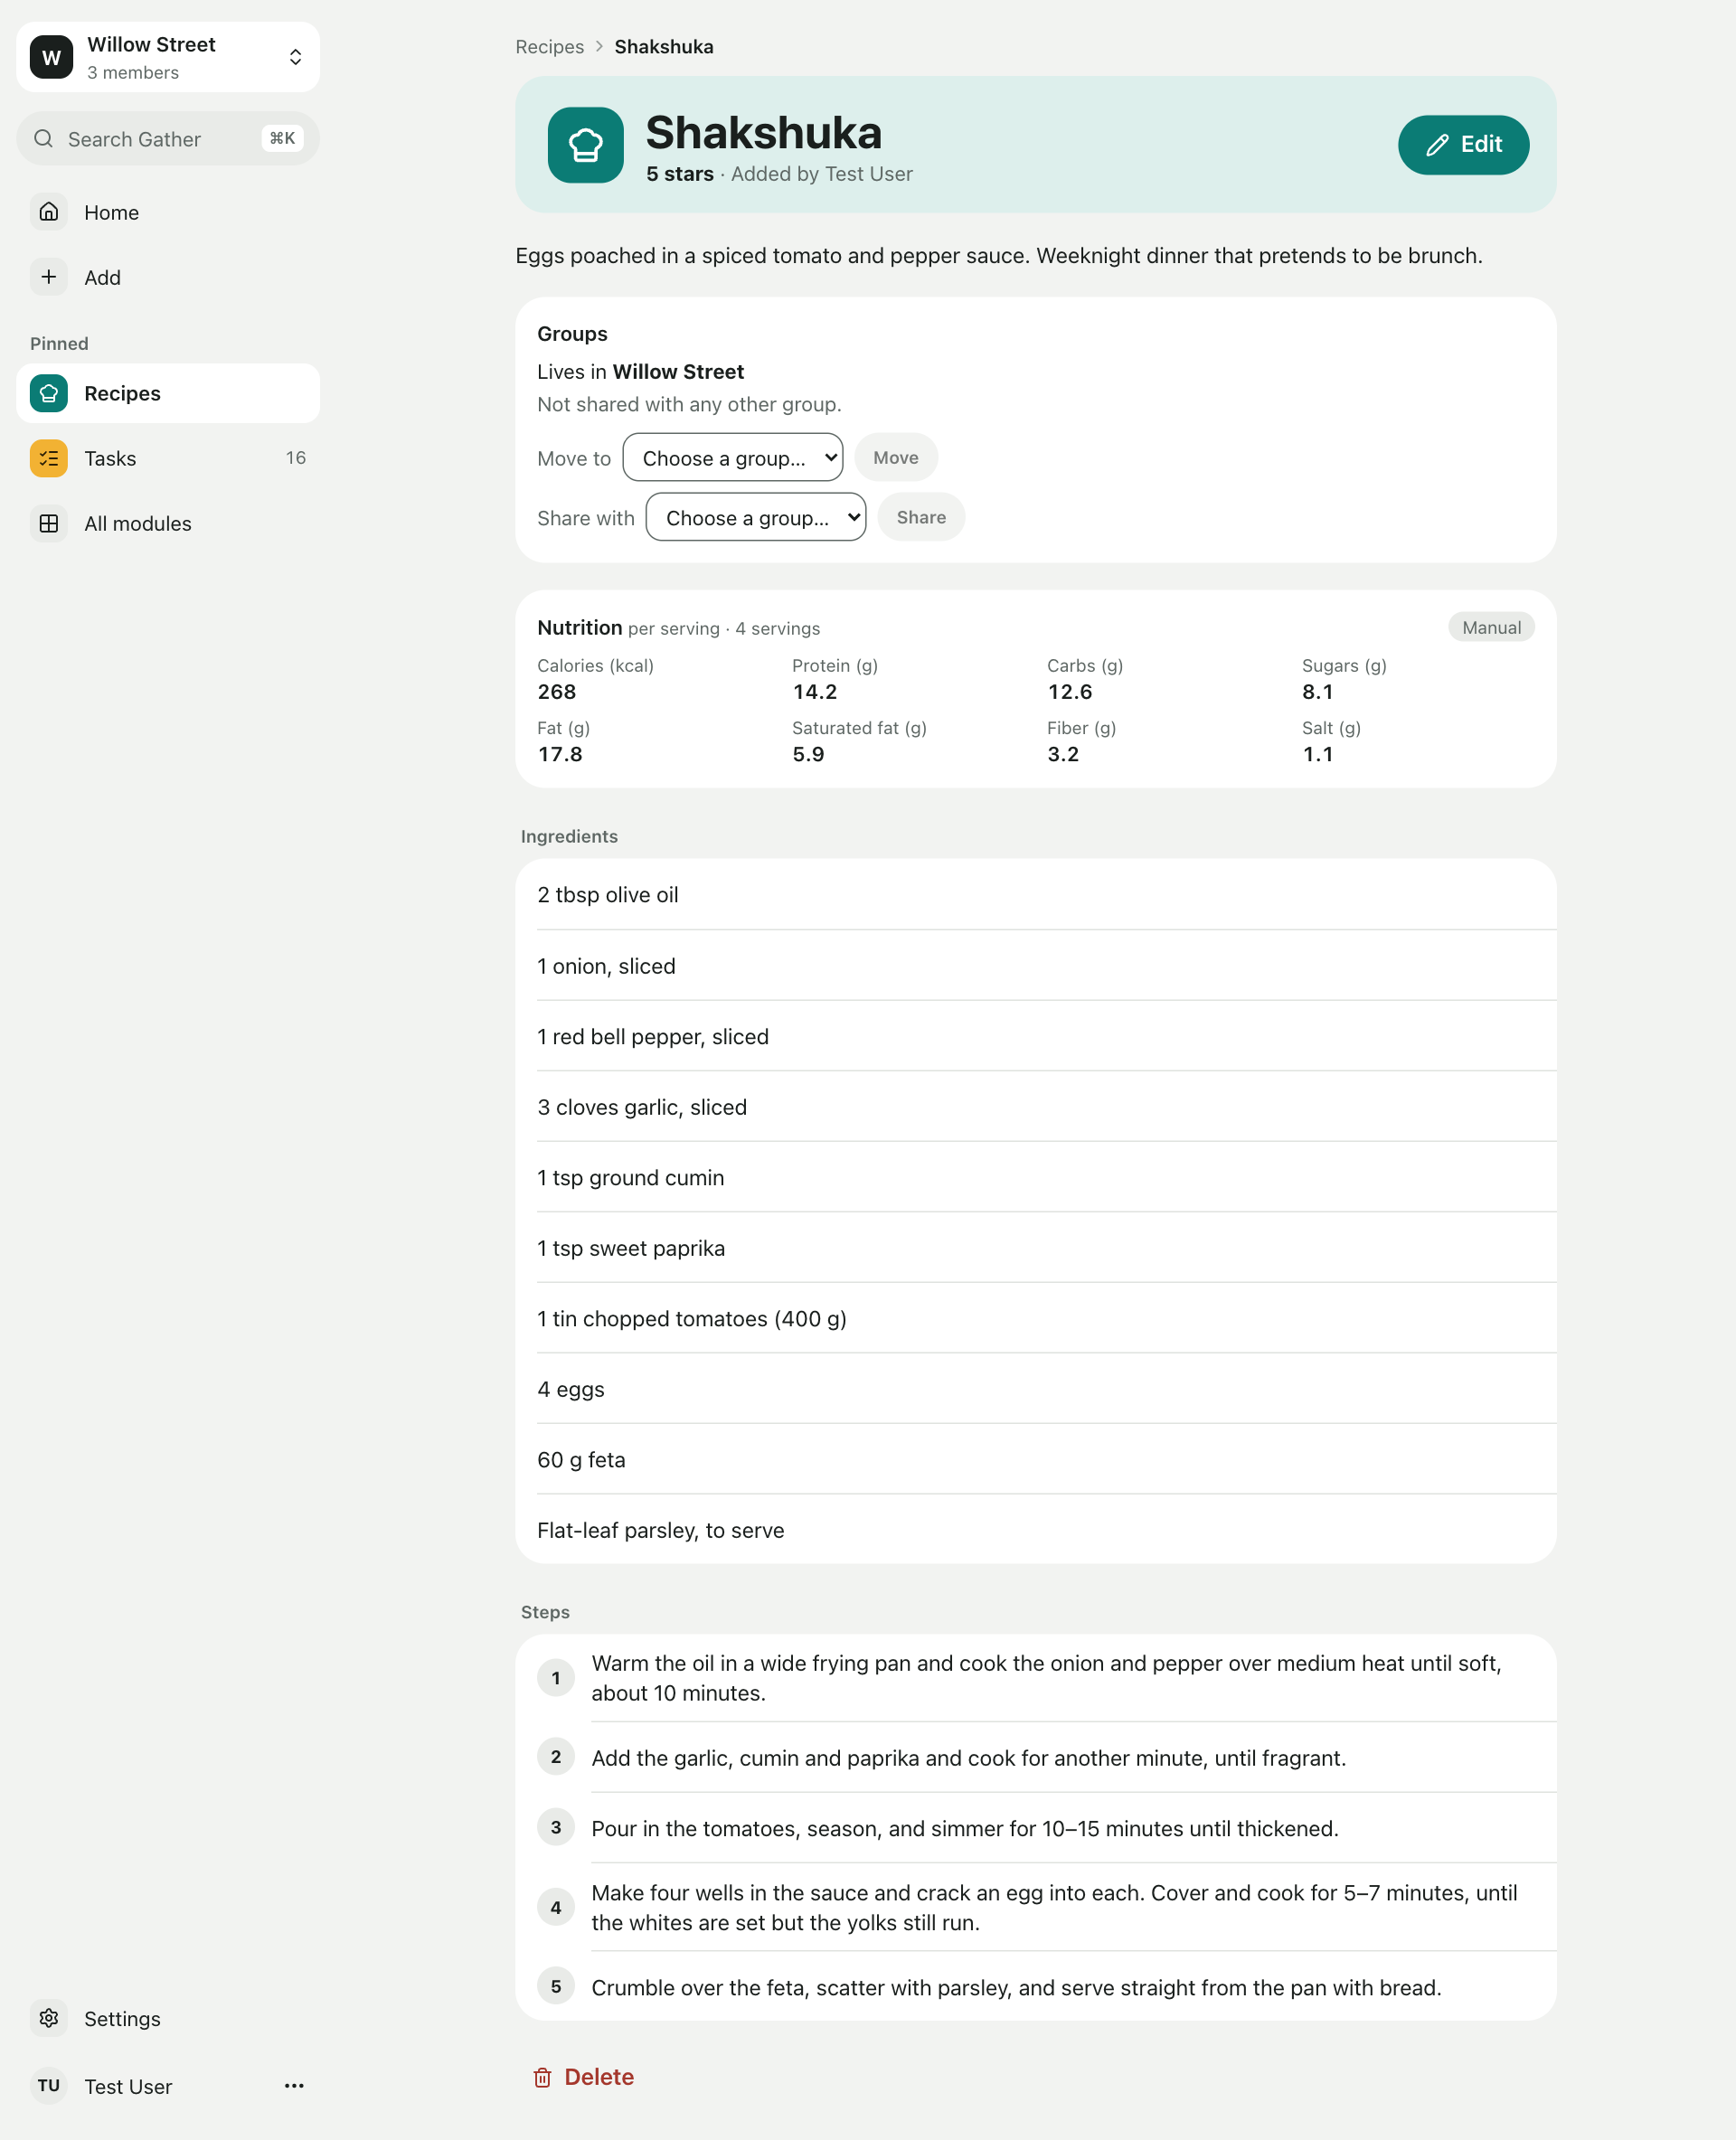 W
Willow Street
3 members
Search Gather
⌘K
Home
Add
Pinned
Recipes
Tasks
16
All modules
Settings
TU
Test User
Recipes > Shakshuka
Shakshuka
5 stars · Added by Test User
Edit
Eggs poached in a spiced tomato and pepper sauce. Weeknight dinner that pretends to be brunch.
Groups
Lives in Willow Street
Not shared with any other group.
Move to
Choose a group...
Move
Share with
Choose a group...
Share
Nutrition per serving · 4 servings
Manual
Calories (kcal)
268
Protein (g)
14.2
Carbs (g)
12.6
Sugars (g)
8.1
Fat (g)
17.8
Saturated fat (g)
5.9
Fiber (g)
3.2
Salt (g)
1.1
Ingredients
2 tbsp olive oil
1 onion, sliced
1 red bell pepper, sliced
3 cloves garlic, sliced
1 tsp ground cumin
1 tsp sweet paprika
1 tin chopped tomatoes (400 g)
4 eggs
60 g feta
Flat-leaf parsley, to serve
Steps
1
Warm the oil in a wide frying pan and cook the onion and pepper over medium heat until soft,
about 10 minutes.
2
Add the garlic, cumin and paprika and cook for another minute, until fragrant.
3
Pour in the tomatoes, season, and simmer for 10–15 minutes until thickened.
4
Make four wells in the sauce and crack an egg into each. Cover and cook for 5–7 minutes, until
the whites are set but the yolks still run.
5
Crumble over the feta, scatter with parsley, and serve straight from the pan with bread.
Delete